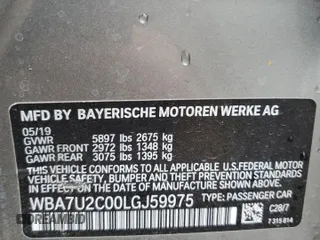 MFD BY BAYERISCHE MOTOREN WERKE AG
05/19
GVWR 5897 lbs 2675 kg
GAWR FRONT 2972 lbs 1348 kg
GAWR REAR 3075 lbs 1395 kg
THIS VEHICLE CONFORMS TO ALL APPLICABLE U.S.FEDERAL MOTOR
VEHICLE SAFETY, BUMPER, AND THEFT PREVENTION STANDARDS
IN EFFECT ON THE DATE OF MANUFACTURE SHOWN ABOVE.
WBA7U2C00LGJ59975 TYPE: PASSENGER CAR
C28/7
7 315 814